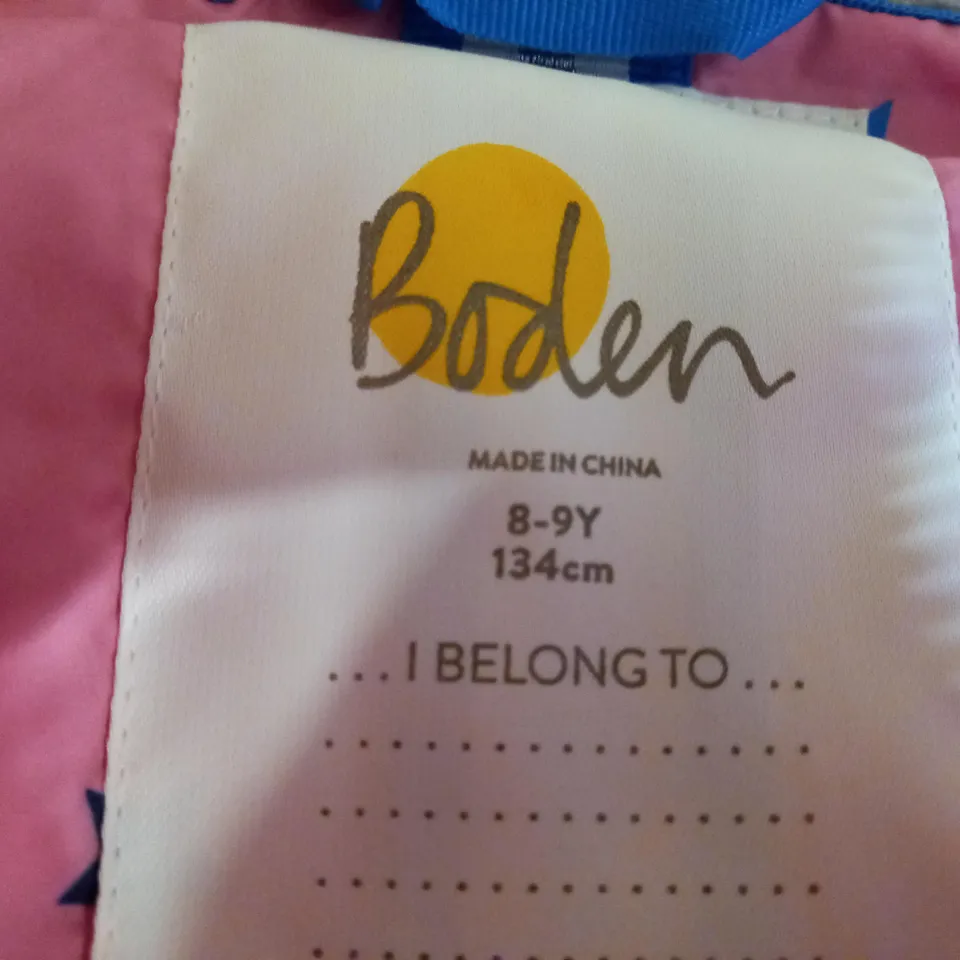 Boden
MADE IN CHINA
8-9Y
134cm
...I BELONG TO...